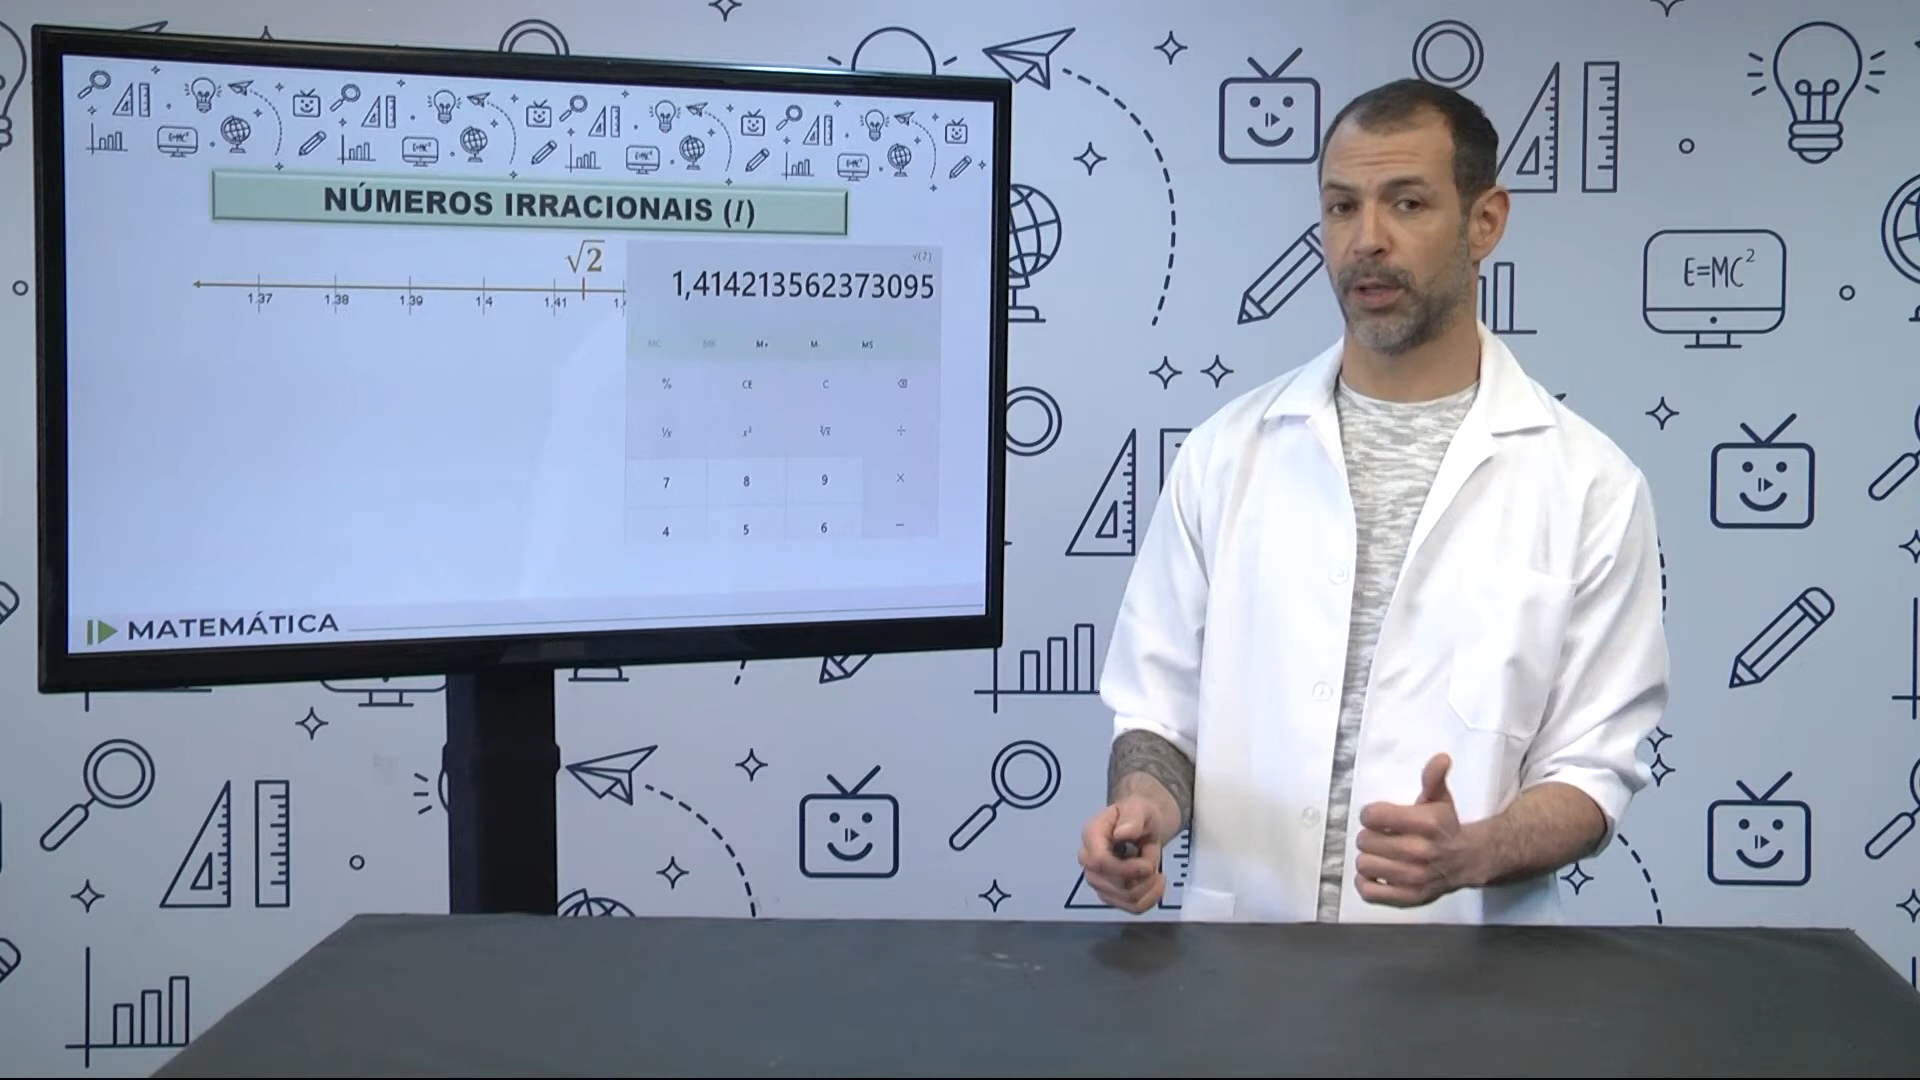 NÚMEROS IRRACIONAIS (I)
√2
1.37 1.38 1.39 1.4 1.41
√(2)
1,414213562373095
MC MR M+ M- MS
% CE C
⅟x x² ²√x ÷
7 8 9 ×
4 5 6 −
MATEMÁTICA
E=MC²